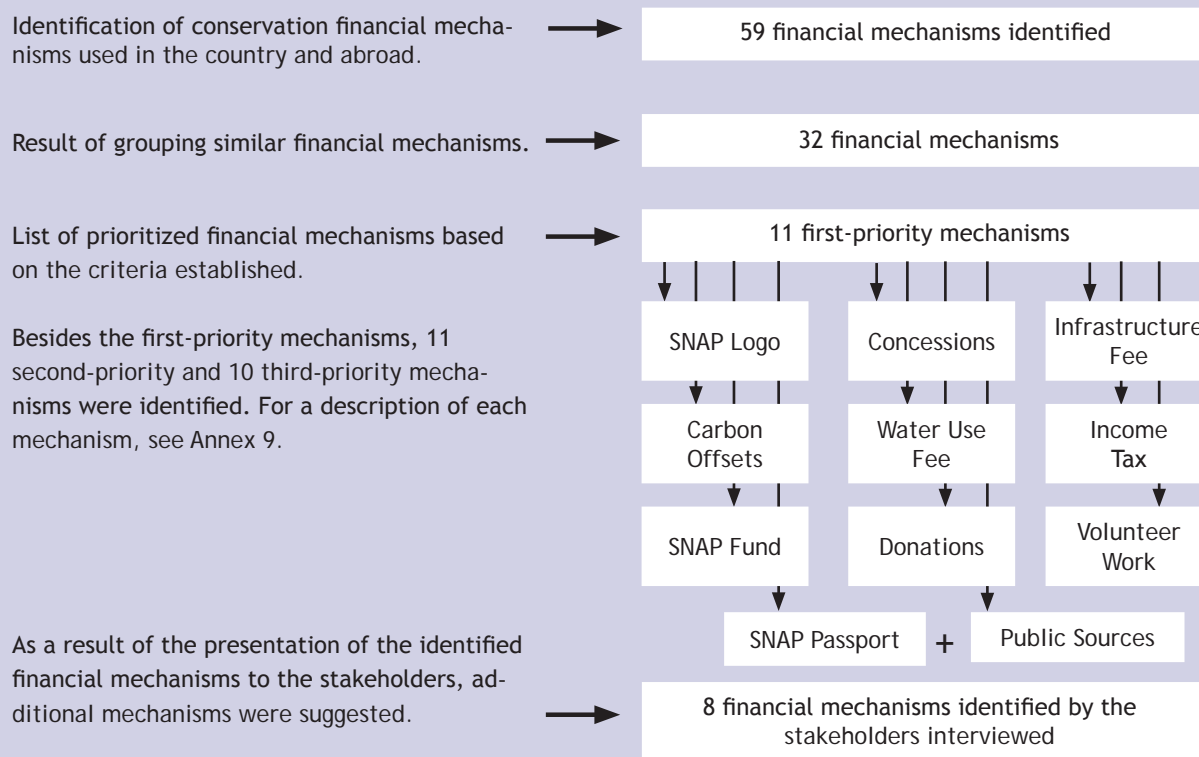 Identification of conservation financial mecha-
nisms used in the country and abroad.
59 financial mechanisms identified
Result of grouping similar financial mechanisms.
32 financial mechanisms
List of prioritized financial mechanisms based
on the criteria established.
11 first-priority mechanisms
Besides the first-priority mechanisms, 11
second-priority and 10 third-priority mecha-
nisms were identified. For a description of each
mechanism, see Annex 9.
SNAP Logo
Concessions
Infrastructure
Fee
Carbon
Offsets
Water Use
Fee
Income
Tax
SNAP Fund
Donations
Volunteer
Work
SNAP Passport
+
Public Sources
As a result of the presentation of the identified
financial mechanisms to the stakeholders, ad-
ditional mechanisms were suggested.
8 financial mechanisms identified by the
stakeholders interviewed